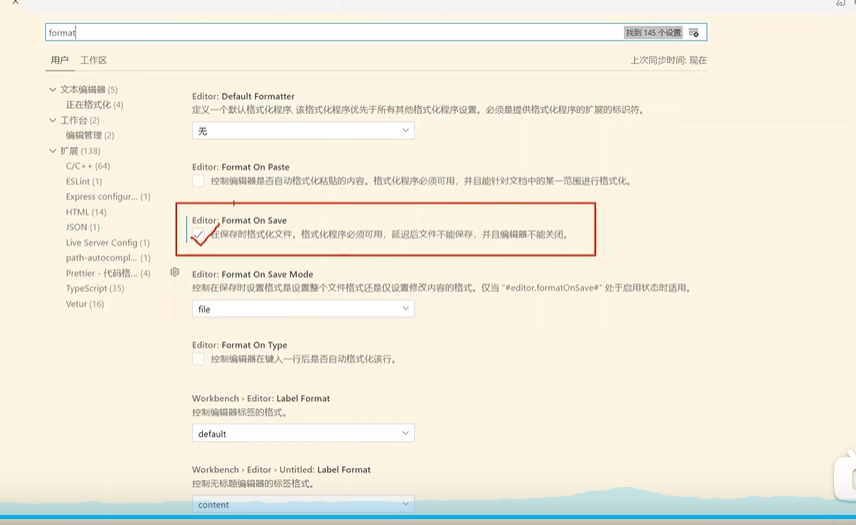 format
找到 145 个设置
用户 工作区
上次同步时间: 现在
文本编辑器 (5)
正在格式化 (4)
工作台 (2)
编辑管理 (2)
扩展 (138)
C/C++ (64)
ESLint (1)
Express configur... (1)
HTML (14)
JSON (1)
Live Server Config (1)
path-autocompl... (1)
Prettier - 代码格... (4)
TypeScript (35)
Vetur (16)
Editor: Default Formatter
定义一个默认格式化程序, 该格式化程序优先于所有其他格式化程序设置。必须是提供格式化程序的扩展的标识符。
无
Editor: Format On Paste
控制编辑器是否自动格式化粘贴的内容。格式化程序必须可用，并且能针对文档中的某一范围进行格式化。
Editor: Format On Save
在保存时格式化文件。格式化程序必须可用，延迟后文件不能保存，并且编辑器不能关闭。
Editor: Format On Save Mode
控制在保存时设置格式是设置整个文件格式还是仅设置修改内容的格式。仅当 "#editor.formatOnSave#" 处于启用状态时适用。
file
Editor: Format On Type
控制编辑器在键入一行后是否自动格式化该行。
Workbench › Editor: Label Format
控制编辑器标签的格式。
default
Workbench › Editor › Untitled: Label Format
控制无标题编辑器的标签格式。
content